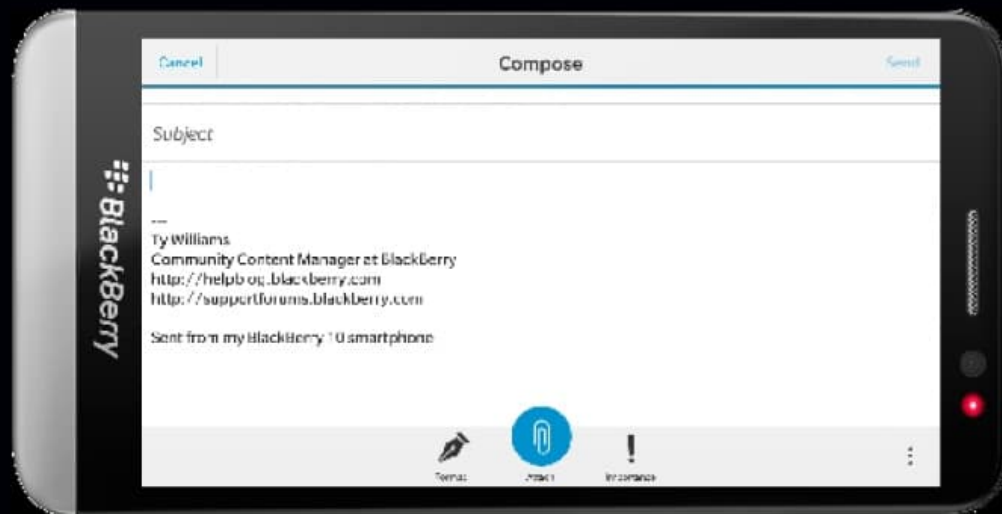 Cancel
Compose
Send
Subject
---
Ty Williams
Community Content Manager at BlackBerry
http://helpblog.blackberry.com
http://supportforums.blackberry.com
Sent from my BlackBerry 10 smartphone
Format
Attach
Importance
BlackBerry